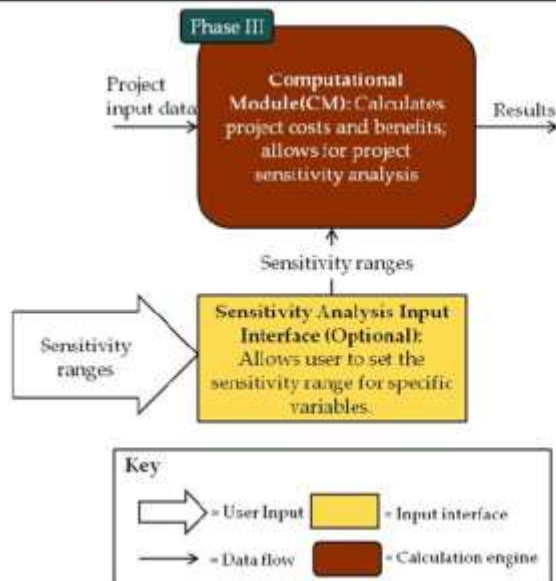 Phase III
Project
input data
Computational
Module(CM): Calculates
project costs and benefits;
allows for project
sensitivity analysis
Results
Sensitivity ranges
Sensitivity
ranges
Sensitivity Analysis Input
Interface (Optional):
Allows user to set the
sensitivity range for specific
variables.
Key
= User Input
= Input interface
= Data flow
= Calculation engine